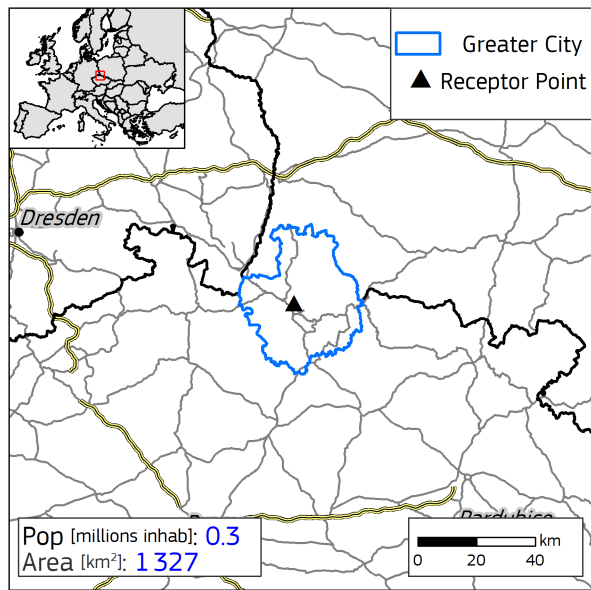 Greater City
Receptor Point
Dresden
Pardubice
Pop [millions inhab]: 0.3
Area [km²]: 1 327
km
0 20 40